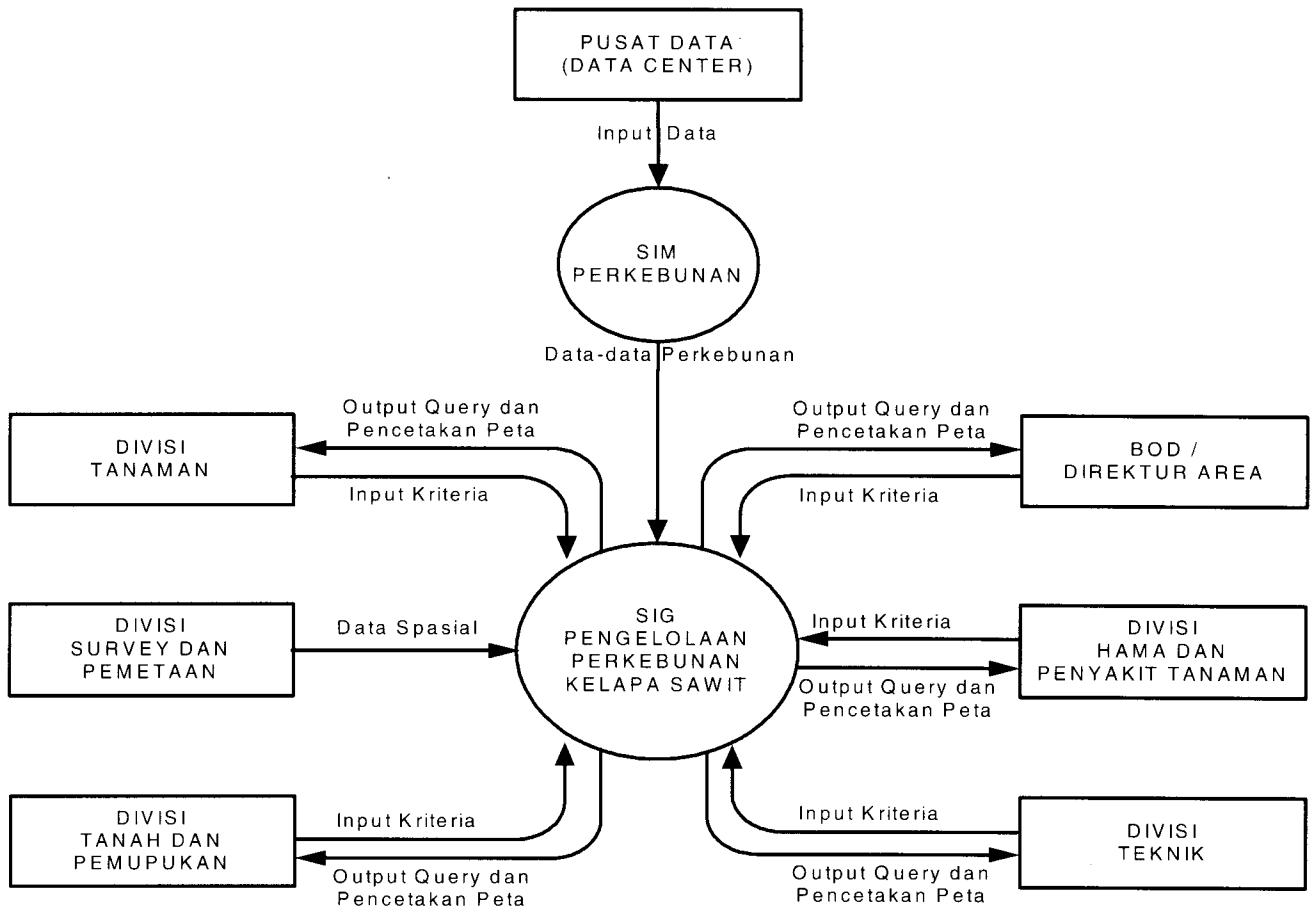 PUSAT DATA
(DATA CENTER)
Input Data
SIM
PERKEBUNAN
Data-data Perkebunan
Output Query dan
Pencetakan Peta
DIVISI
TANAMAN
Input Kriteria
Output Query dan
Pencetakan Peta
BOD /
DIREKTUR AREA
Input Kriteria
DIVISI
SURVEY DAN
PEMETAAN
Data Spasial
SIG
PENGELOLAAN
PERKEBUNAN
KELAPA SAWIT
Input Kriteria
DIVISI
HAMA DAN
PENYAKIT TANAMAN
Output Query dan
Pencetakan Peta
DIVISI
TANAH DAN
PEMUPUKAN
Input Kriteria
Output Query dan
Pencetakan Peta
Input Kriteria
DIVISI
TEKNIK
Output Query dan
Pencetakan Peta